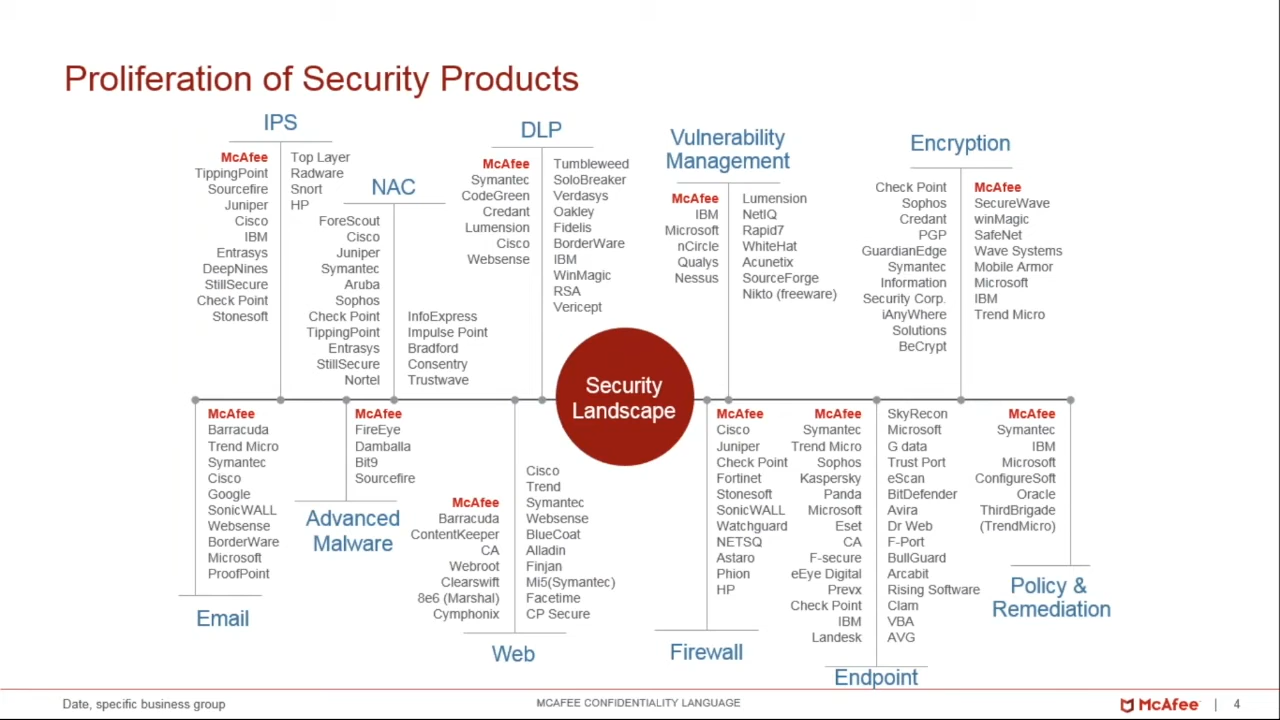 Proliferation of Security Products
IPS
McAfee
TippingPoint
Sourcefire
Juniper
Cisco
IBM
Entrasys
DeepNines
StillSecure
Check Point
Stonesoft
Top Layer
Radware
Snort
HP
NAC
ForeScout
Cisco
Juniper
Symantec
Aruba
Sophos
Check Point
TippingPoint
Entrasys
StillSecure
Nortel
InfoExpress
Impulse Point
Bradford
Consentry
Trustwave
DLP
McAfee
Symantec
CodeGreen
Credant
Lumension
Cisco
Websense
Tumbleweed
SoloBreaker
Verdasys
Oakley
Fidelis
BorderWare
IBM
WinMagic
RSA
Vericept
Vulnerability
Management
McAfee
IBM
Microsoft
nCircle
Qualys
Nessus
Lumension
NetIQ
Rapid7
WhiteHat
Acunetix
SourceForge
Nikto (freeware)
Encryption
Check Point
Sophos
Credant
PGP
GuardianEdge
Symantec
Information
Security Corp.
iAnyWhere
Solutions
BeCrypt
McAfee
SecureWave
winMagic
SafeNet
Wave Systems
Mobile Armor
Microsoft
IBM
Trend Micro
Security
Landscape
McAfee
Barracuda
Trend Micro
Symantec
Cisco
Google
SonicWALL
Websense
BorderWare
Microsoft
ProofPoint
Email
McAfee
FireEye
Damballa
Bit9
Sourcefire
Advanced
Malware
McAfee
Barracuda
ContentKeeper
CA
Webroot
Clearswift
8e6 (Marshal)
Cymphonix
Cisco
Trend
Symantec
Websense
BlueCoat
Alladin
Finjan
Mi5(Symantec)
Facetime
CP Secure
Web
McAfee
Cisco
Juniper
Check Point
Fortinet
Stonesoft
SonicWALL
Watchguard
NETSQ
Astaro
Phion
HP
Firewall
McAfee
Symantec
Trend Micro
Sophos
Kaspersky
Panda
Microsoft
Eset
CA
F-secure
eEye Digital
Prevx
Check Point
IBM
Landesk
SkyRecon
Microsoft
G data
Trust Port
eScan
BitDefender
Avira
Dr Web
F-Port
BullGuard
Arcabit
Rising Software
Clam
VBA
AVG
Endpoint
McAfee
Symantec
IBM
Microsoft
ConfigureSoft
Oracle
ThirdBrigade
(TrendMicro)
Policy &
Remediation
Date, specific business group
MCAFEE CONFIDENTIALITY LANGUAGE
McAfee | 4